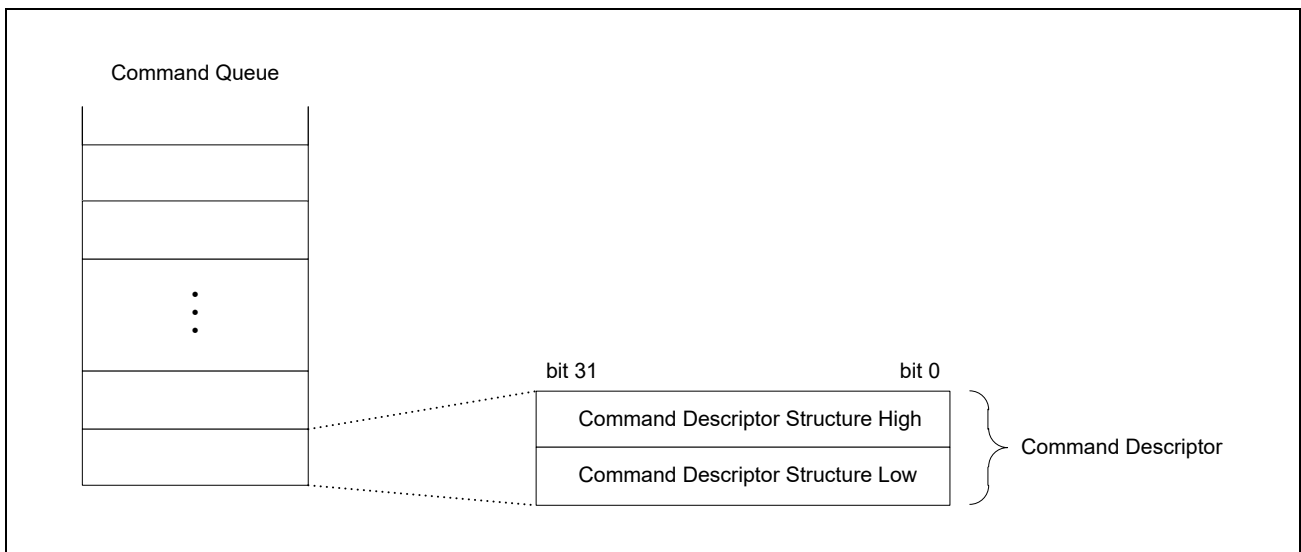 Command Queue
bit 31
bit 0
Command Descriptor Structure High
Command Descriptor Structure Low
Command Descriptor